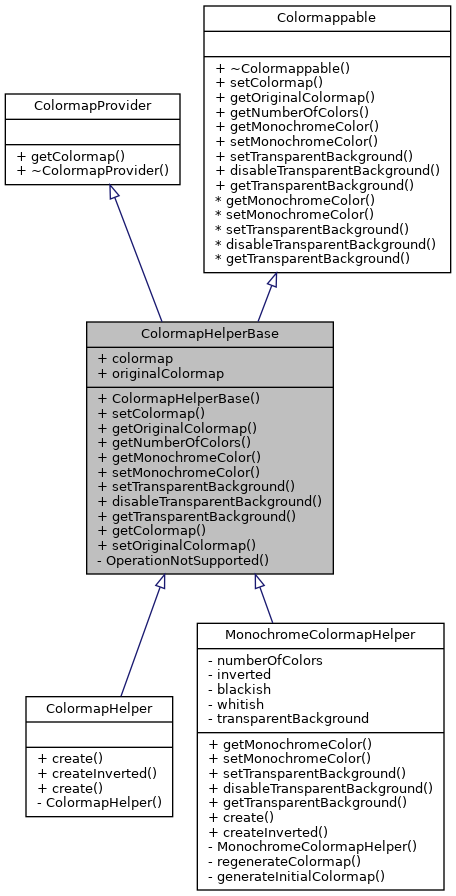 Colormappable
+ ~Colormappable()
+ setColormap()
+ getOriginalColormap()
+ getNumberOfColors()
+ getMonochromeColor()
+ setMonochromeColor()
+ setTransparentBackground()
+ disableTransparentBackground()
+ getTransparentBackground()
* getMonochromeColor()
* setMonochromeColor()
* setTransparentBackground()
* disableTransparentBackground()
* getTransparentBackground()
ColormapProvider
+ getColormap()
+ ~ColormapProvider()
ColormapHelperBase
+ colormap
+ originalColormap
+ ColormapHelperBase()
+ setColormap()
+ getOriginalColormap()
+ getNumberOfColors()
+ getMonochromeColor()
+ setMonochromeColor()
+ setTransparentBackground()
+ disableTransparentBackground()
+ getTransparentBackground()
+ getColormap()
+ setOriginalColormap()
- OperationNotSupported()
ColormapHelper
+ create()
+ createInverted()
+ create()
- ColormapHelper()
MonochromeColormapHelper
- numberOfColors
- inverted
- blackish
- whitish
- transparentBackground
+ getMonochromeColor()
+ setMonochromeColor()
+ setTransparentBackground()
+ disableTransparentBackground()
+ getTransparentBackground()
+ create()
+ createInverted()
- MonochromeColormapHelper()
- regenerateColormap()
- generateInitialColormap()